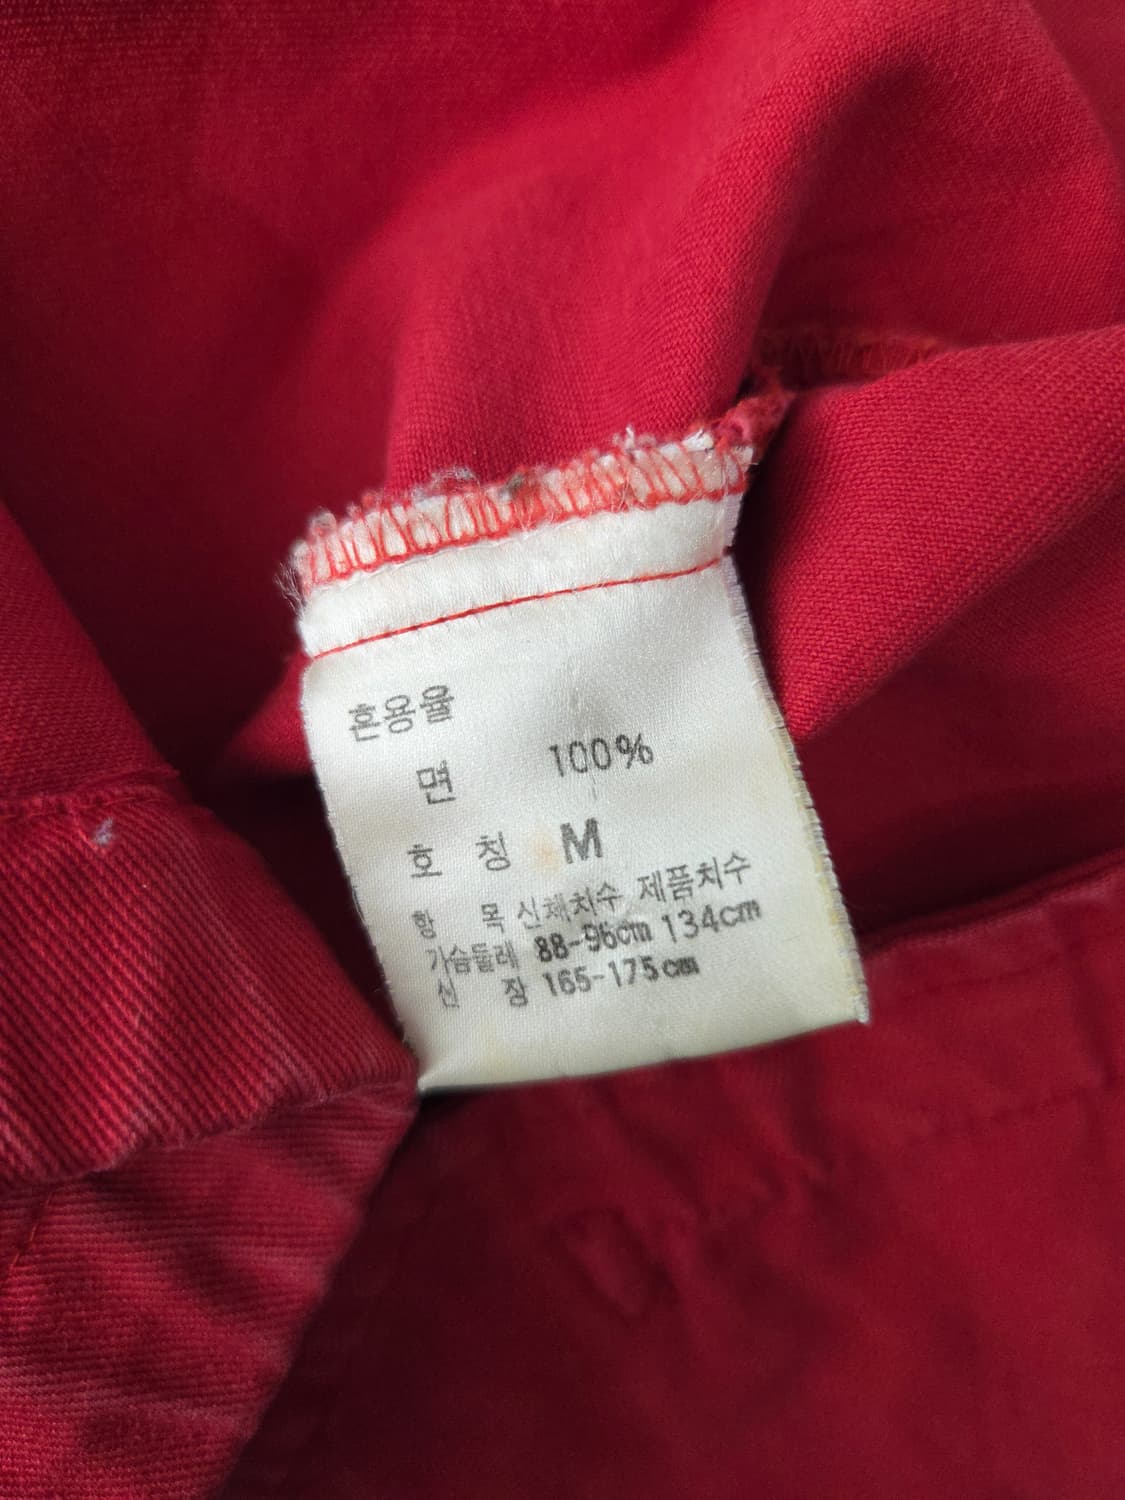 혼용율
면 100%
호 칭 M
항 목 신체치수 제품치수
가슴둘레 88-96cm 134cm
신 장 165-175cm